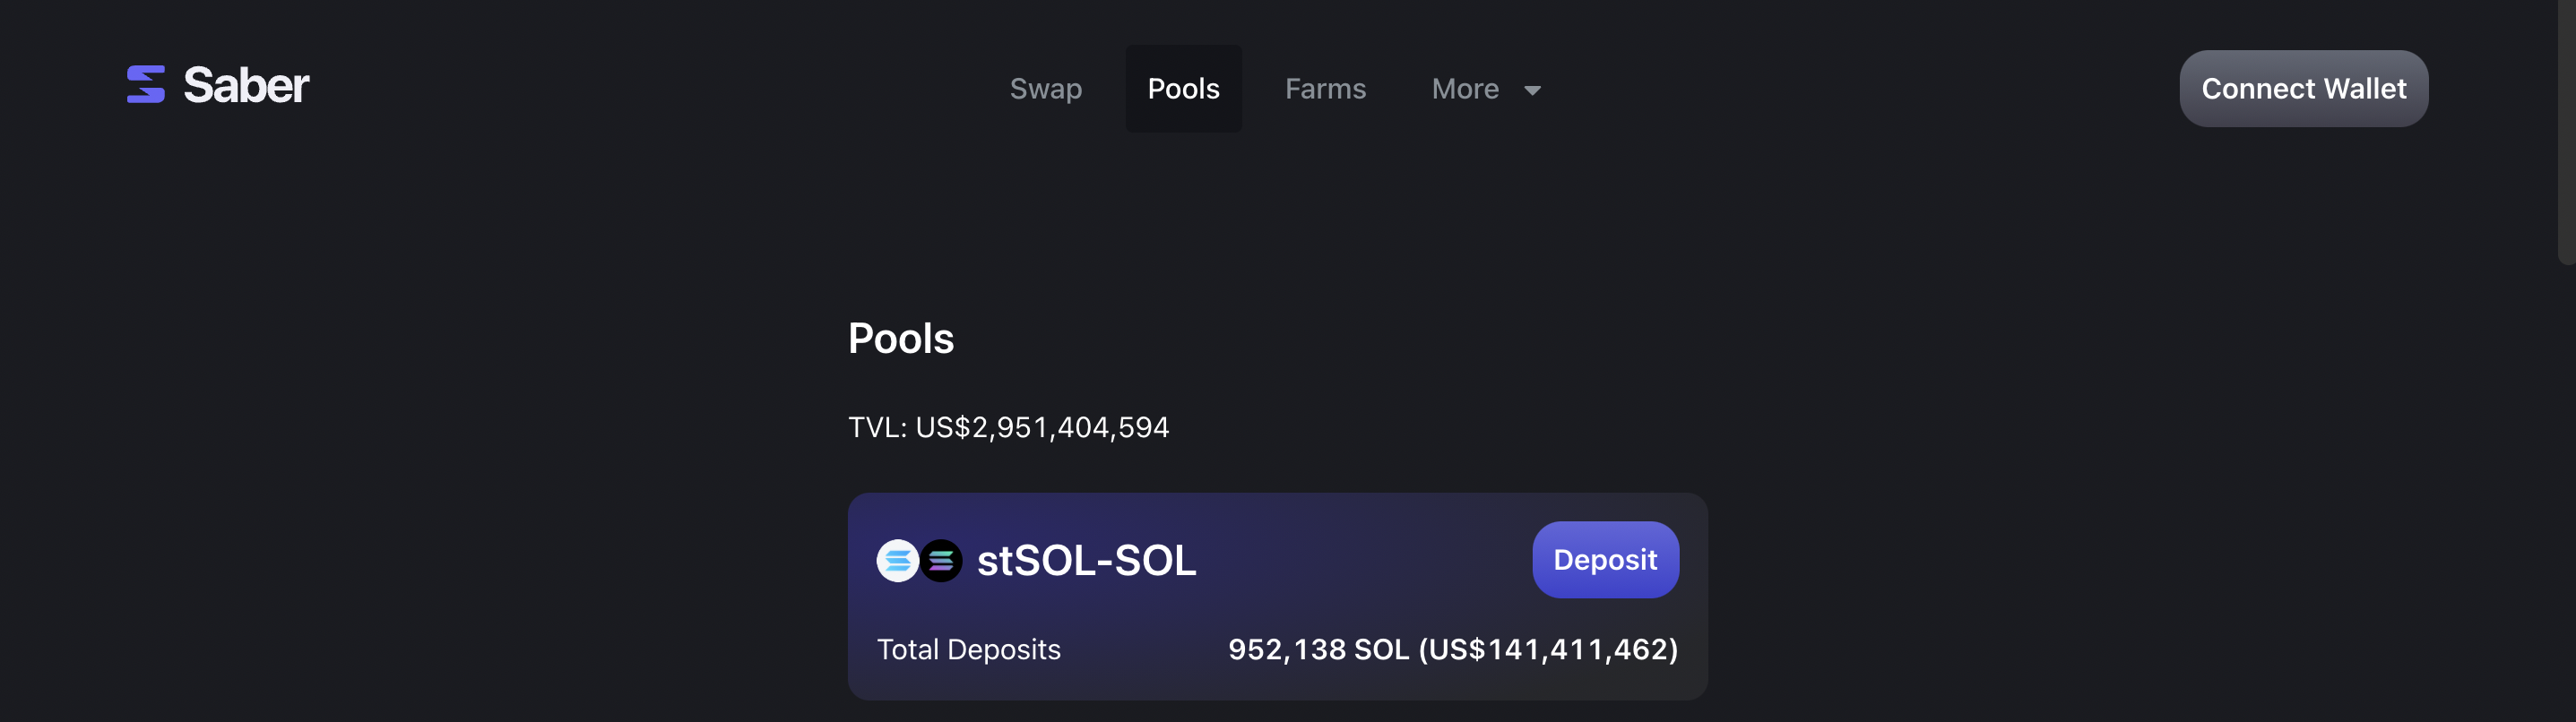 Saber
Swap
Pools
Farms
More
Connect Wallet
Pools
TVL: US$2,951,404,594
stSOL-SOL
Deposit
Total Deposits
952,138 SOL (US$141,411,462)